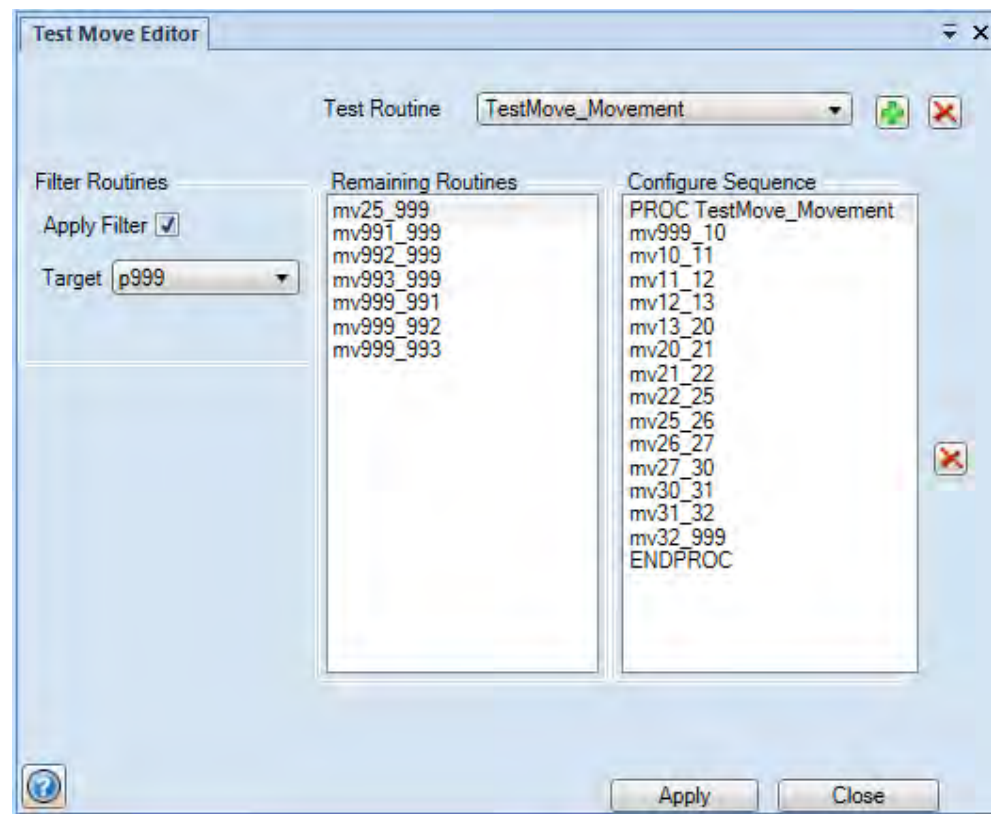 Test Move Editor
Test Routine TestMove_Movement
Filter Routines
Apply Filter
Target p999
Remaining Routines
mv25_999
mv991_999
mv992_999
mv993_999
mv999_991
mv999_992
mv999_993
Configure Sequence
PROC TestMove_Movement
mv999_10
mv10_11
mv11_12
mv12_13
mv13_20
mv20_21
mv21_22
mv22_25
mv25_26
mv26_27
mv27_30
mv30_31
mv31_32
mv32_999
ENDPROC
Apply Close